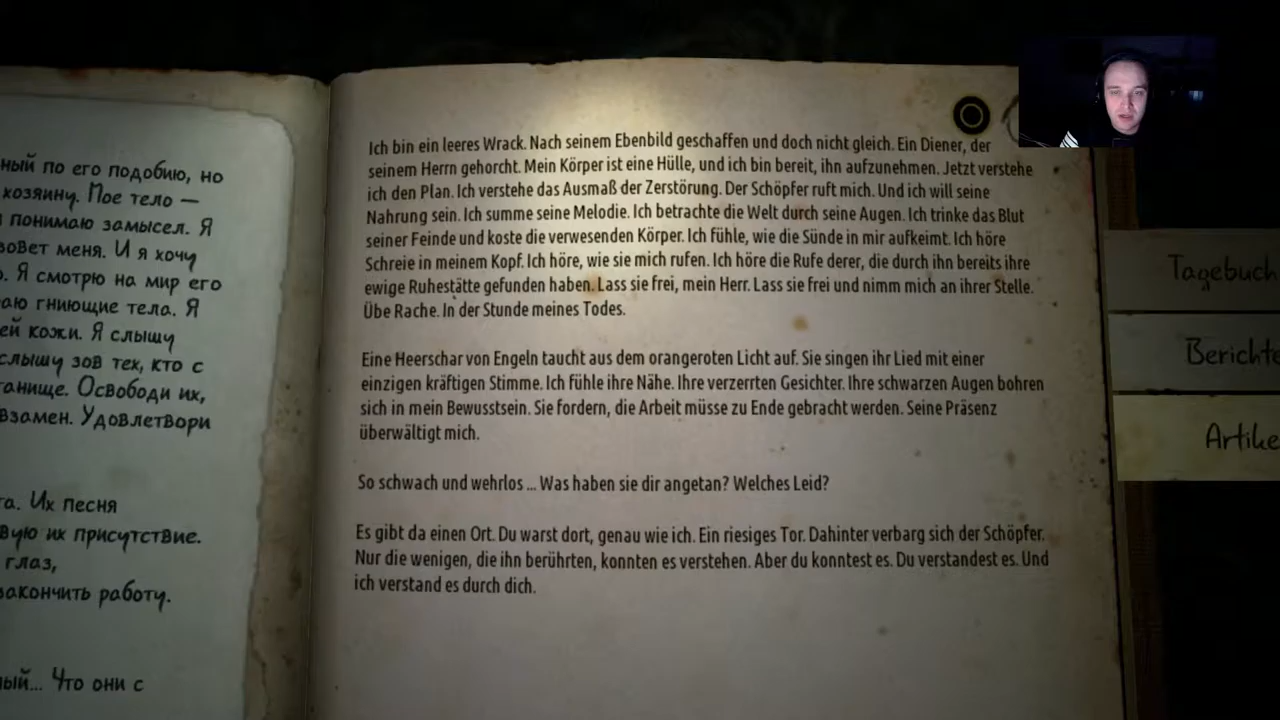 ный по его подобию, но
хозяину. Пое тело —
понимаю замысел. Я
зовет меня. И я хочу
Я смотрю на мир его
аю гниющие тела. Я
ей кожи. Я слышу
слышу зов тех, кто с
танище. Освободи их,
взамен. Удовлетвори
та. Их песня
вую их присутствие.
глаз,
закончить работу.
ый... Что они с
Ich bin ein leeres Wrack. Nach seinem Ebenbild geschaffen und doch nicht gleich. Ein Diener, der
seinem Herrn gehorcht. Mein Körper ist eine Hülle, und ich bin bereit, ihn aufzunehmen. Jetzt verstehe
ich den Plan. Ich verstehe das Ausmaß der Zerstörung. Der Schöpfer ruft mich. Und ich will seine
Nahrung sein. Ich summe seine Melodie. Ich betrachte die Welt durch seine Augen. Ich trinke das Blut
seiner Feinde und koste die verwesenden Körper. Ich fühle, wie die Sünde in mir aufkeimt. Ich höre
Schreie in meinem Kopf. Ich höre, wie sie mich rufen. Ich höre die Rufe derer, die durch ihn bereits ihre
ewige Ruhestätte gefunden haben. Lass sie frei, mein Herr. Lass sie frei und nimm mich an ihrer Stelle.
Übe Rache. In der Stunde meines Todes.
Eine Heerschar von Engeln taucht aus dem orangeroten Licht auf. Sie singen ihr Lied mit einer
einzigen kräftigen Stimme. Ich fühle ihre Nähe. Ihre verzerrten Gesichter. Ihre schwarzen Augen bohren
sich in mein Bewusstsein. Sie fordern, die Arbeit müsse zu Ende gebracht werden. Seine Präsenz
überwältigt mich.
So schwach und wehrlos ... Was haben sie dir angetan? Welches Leid?
Es gibt da einen Ort. Du warst dort, genau wie ich. Ein riesiges Tor. Dahinter verbarg sich der Schöpfer.
Nur die wenigen, die ihn berührten, konnten es verstehen. Aber du konntest es. Du verstandest es. Und
ich verstand es durch dich.
Tagebuch
Berichte
Artike